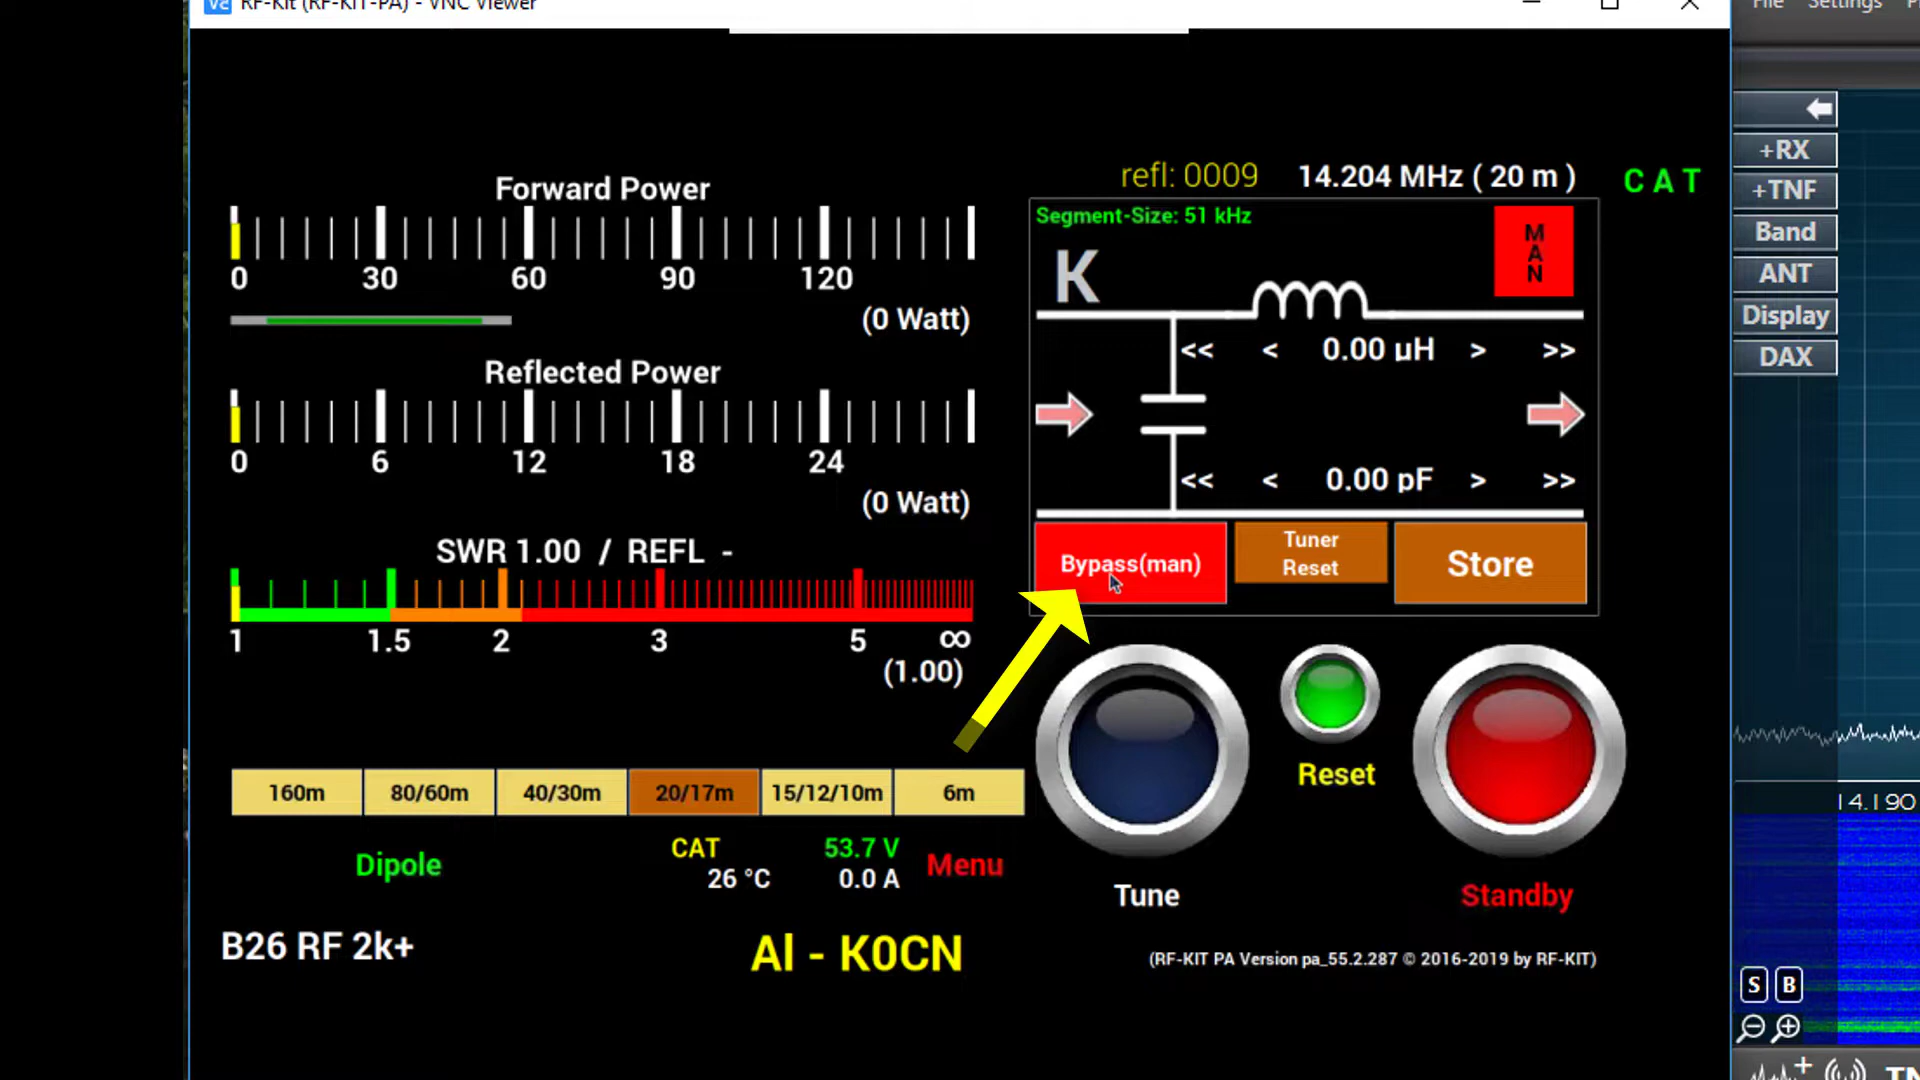 RF-Kit (RF-KIT-PA) - VNC Viewer
File Settings
refl: 0009 14.204 MHz ( 20 m ) CAT
Segment-Size: 51 kHz
MAN
K
Forward Power
0 30 60 90 120
(0 Watt)
<< < 0.00 µH > >>
Reflected Power
0 6 12 18 24
(0 Watt)
<< < 0.00 pF > >>
SWR 1.00 / REFL -
1 1.5 2 3 5 ∞
(1.00)
Bypass(man)
Tuner
Reset
Store
Reset
Tune
Standby
160m 80/60m 40/30m 20/17m 15/12/10m 6m
Dipole
CAT 53.7 V
26 °C 0.0 A
Menu
B26 RF 2k+
Al - K0CN
(RF-KIT PA Version pa_55.2.287 © 2016-2019 by RF-KIT)
+RX
+TNF
Band
ANT
Display
DAX
14.190
S B